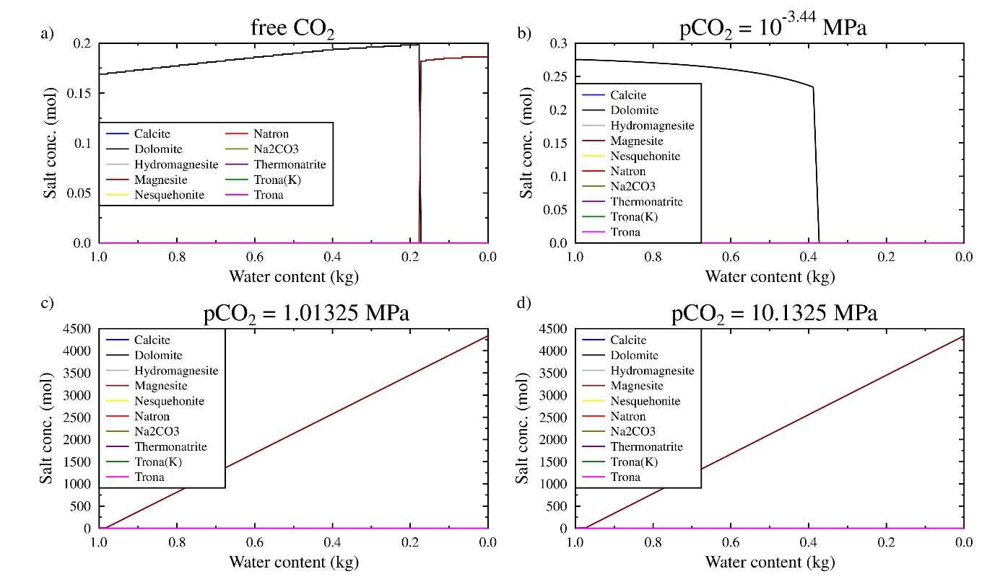 a) free CO2
0.2
0.15
0.1
0.05
0.0
Salt conc. (mol)
Calcite
Dolomite
Hydromagnesite
Magnesite
Nesquehonite
Natron
Na2CO3
Thermonatrite
Trona(K)
Trona
1.0 0.8 0.6 0.4 0.2 0.0
Water content (kg)
b) pCO2 = 10^-3.44 MPa
0.3
0.25
0.2
0.15
0.1
0.05
0.0
Salt conc. (mol)
Calcite
Dolomite
Hydromagnesite
Magnesite
Nesquehonite
Natron
Na2CO3
Thermonatrite
Trona(K)
Trona
1.0 0.8 0.6 0.4 0.2 0.0
Water content (kg)
c) pCO2 = 1.01325 MPa
4500
4000
3500
3000
2500
2000
1500
1000
500
0
Salt conc. (mol)
Calcite
Dolomite
Hydromagnesite
Magnesite
Nesquehonite
Natron
Na2CO3
Thermonatrite
Trona(K)
Trona
1.0 0.8 0.6 0.4 0.2 0.0
Water content (kg)
d) pCO2 = 10.1325 MPa
4500
4000
3500
3000
2500
2000
1500
1000
500
0
Salt conc. (mol)
Calcite
Dolomite
Hydromagnesite
Magnesite
Nesquehonite
Natron
Na2CO3
Thermonatrite
Trona(K)
Trona
1.0 0.8 0.6 0.4 0.2 0.0
Water content (kg)